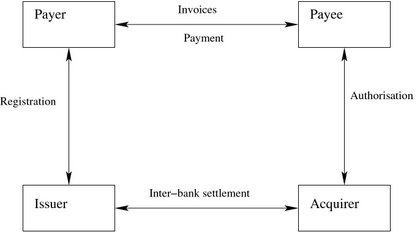 Payer
Invoices
Payee
Payment
Registration
Authorisation
Issuer
Inter−bank settlement
Acquirer